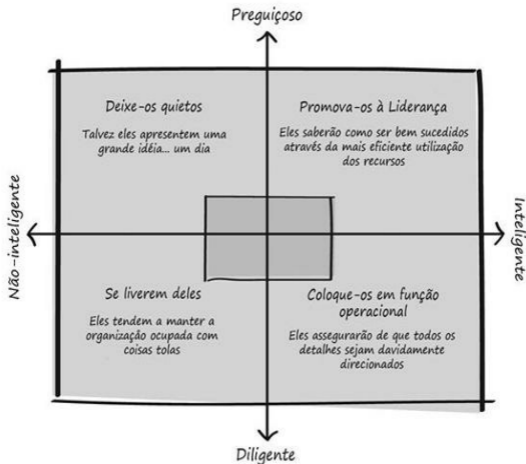 Preguiçoso
Deixe-os quietos
Talvez eles apresentem uma
grande idéia... um dia
Promova-os à Liderança
Eles saberão como ser bem sucedidos
através da mais eficiente utilização
dos recursos
Não-inteligente
Inteligente
Se liverem deles
Eles tendem a manter a
organização ocupada com
coisas tolas
Coloque-os em função
operacional
Eles assegurarão de que todos os
detalhes sejam davidamente
direcionados
Diligente